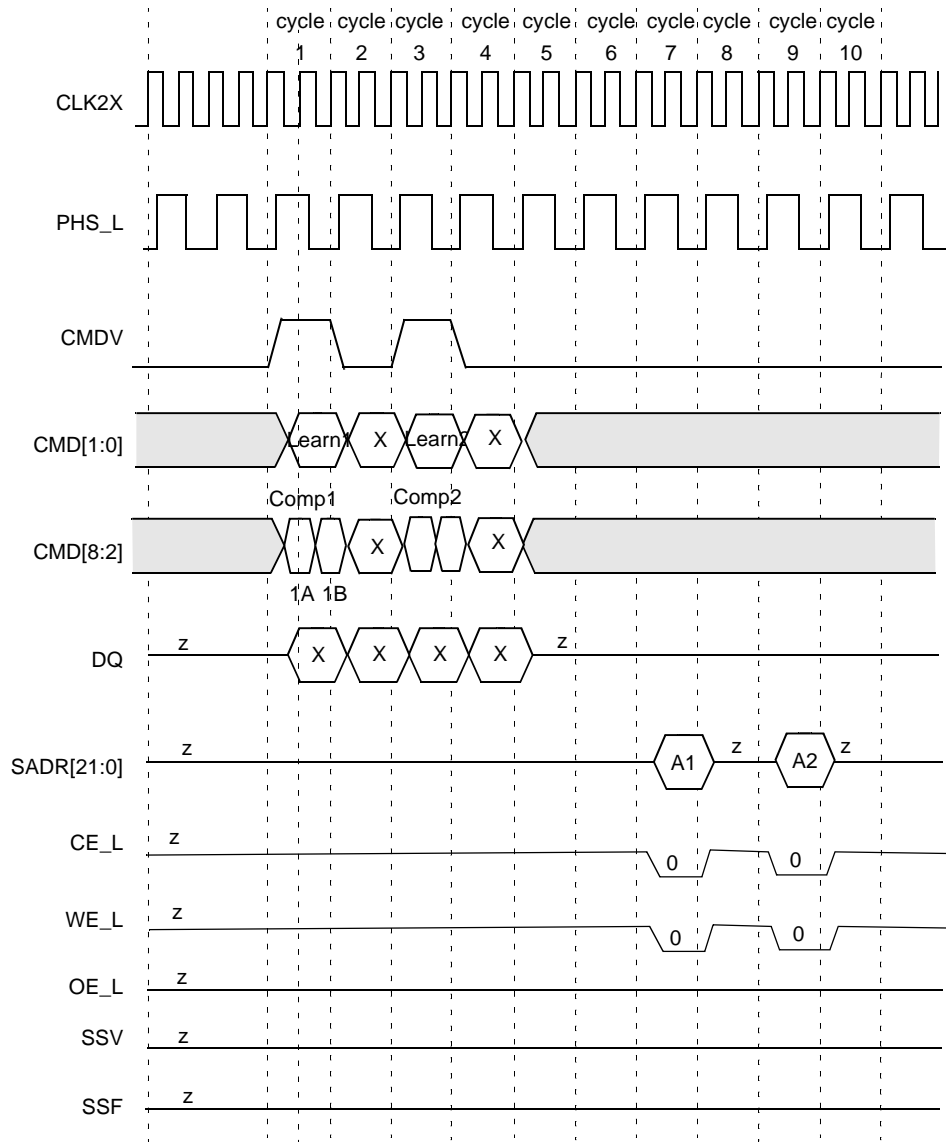 cycle cycle cycle cycle cycle cycle cycle cycle cycle cycle
1 2 3 4 5 6 7 8 9 10
CLK2X
PHS_L
CMDV
CMD[1:0] Learn1 X Learn2 X
Comp1 Comp2
CMD[8:2] X X
1A 1B
DQ z X X X X z
SADR[21:0] z A1 z A2 z
CE_L z 0 0
WE_L z 0 0
OE_L z
SSV z
SSF z